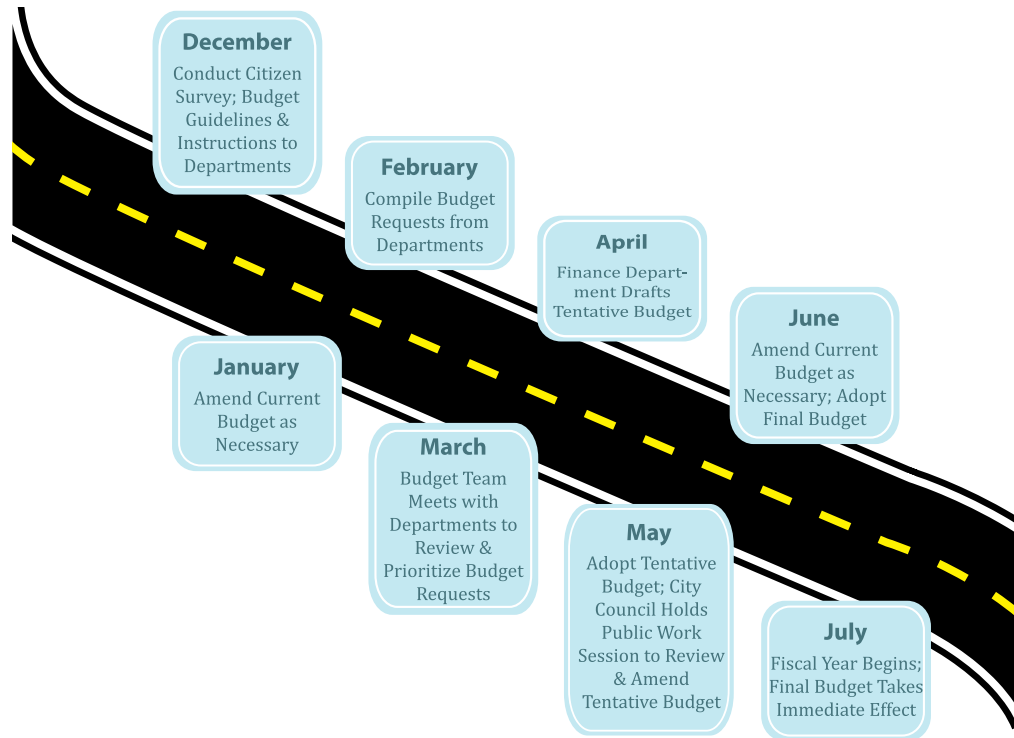 December
Conduct Citizen
Survey; Budget
Guidelines &
Instructions to
Departments
January
Amend Current
Budget as
Necessary
February
Compile Budget
Requests from
Departments
March
Budget Team
Meets with
Departments to
Review &
Prioritize Budget
Requests
April
Finance Depart-
ment Drafts
Tentative Budget
May
Adopt Tentative
Budget; City
Council Holds
Public Work
Session to Review
& Amend
Tentative Budget
June
Amend Current
Budget as
Necessary; Adopt
Final Budget
July
Fiscal Year Begins;
Final Budget Takes
Immediate Effect